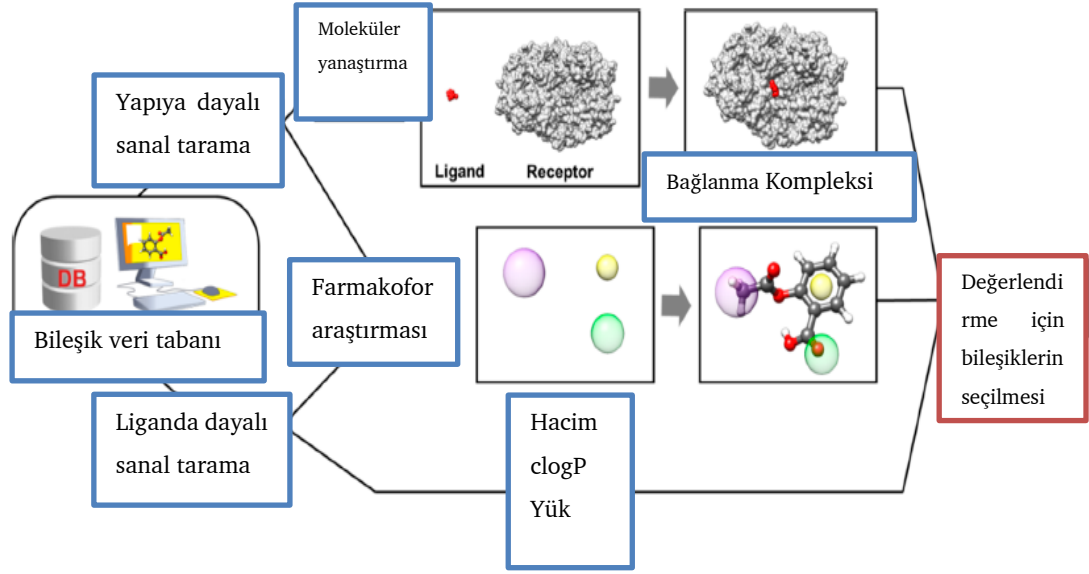 Moleküler
yanaştırma
Yapıya dayalı
sanal tarama
Ligand
Receptor
Bağlanma Kompleksi
DB
Bileşik veri tabanı
Farmakofor
araştırması
Değerlendi
rme için
bileşiklerin
seçilmesi
Liganda dayalı
sanal tarama
Hacim
clogP
Yük